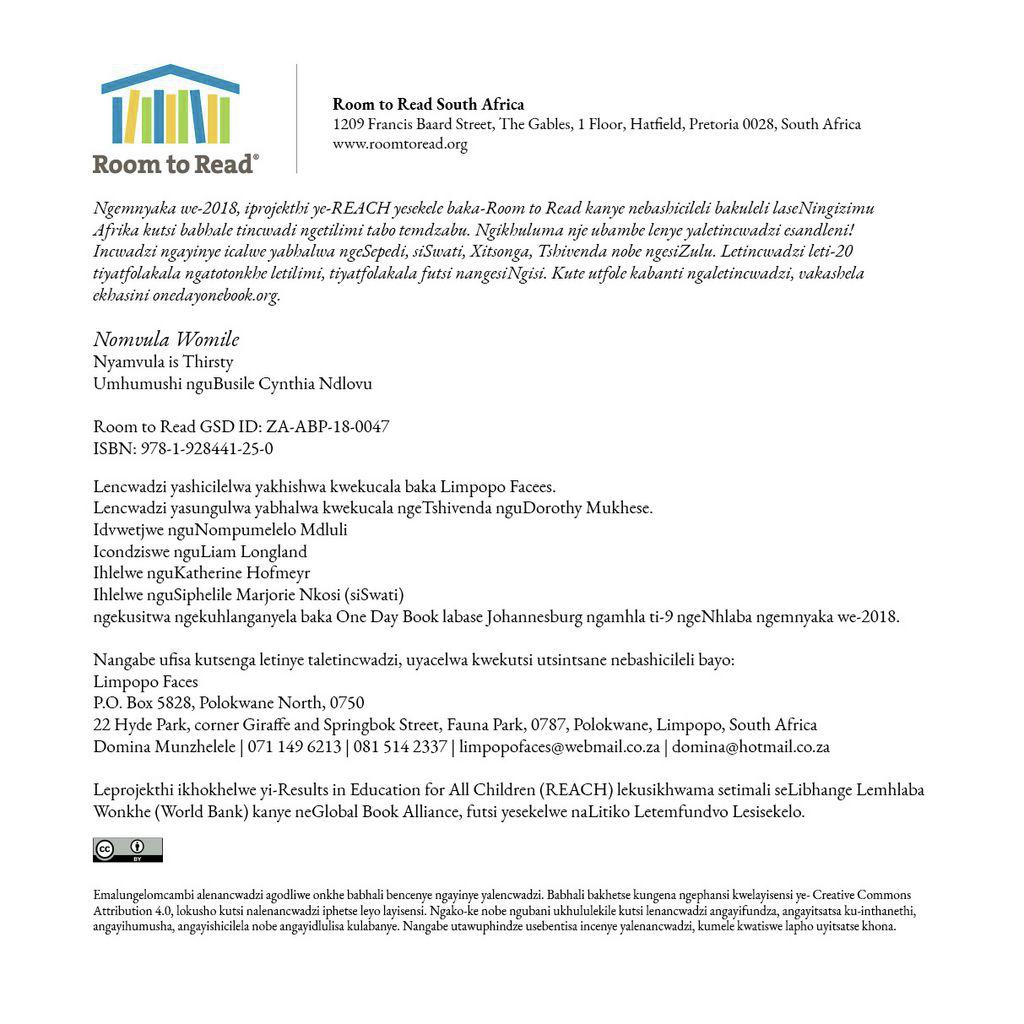 Room to Read®
Room to Read South Africa
1209 Francis Baard Street, The Gables, 1 Floor, Hatfield, Pretoria 0028, South Africa
www.roomtoread.org
Ngemnyaka we-2018, iprojekthi ye-REACH yesekele baka-Room to Read kanye nebashicileli bakuleli laseNingizimu
Afrika kutsi babhale tincwadi ngetilimi tabo temdzabu. Ngikhuluma nje ubambe lenye yaletincwadzi esandleni!
Incwadzi ngayinye icalwe yabhalwa ngeSepedi, siSwati, Xitsonga, Tshivenda nobe ngesiZulu. Letincwadzi leti-20
tiyatfolakala ngatotonkhe letilimi, tiyatfolakala futsi nangesiNgisi. Kute utfole kabanti ngaletincwadzi, vakashela
ekhasini onedayonebook.org.
Nomvula Womile
Nyamvula is Thirsty
Umhumushi nguBusile Cynthia Ndlovu
Room to Read GSD ID: ZA-ABP-18-0047
ISBN: 978-1-928441-25-0
Lencwadzi yashicilelwa yakhishwa kwekucala baka Limpopo Facees.
Lencwadzi yasungulwa yabhalwa kwekucala ngeTshivenda nguDorothy Mukhese.
Idvwetjwe nguNompumelelo Mdluli
Icondziswe nguLiam Longland
Ihlelwe nguKatherine Hofmeyr
Ihlelwe nguSiphelile Marjorie Nkosi (siSwati)
ngekusitwa ngekuhlanganyela baka One Day Book labase Johannesburg ngamhla ti-9 ngeNhlaba ngemnyaka we-2018.
Nangabe ufisa kutsenga letinye taletincwadzi, uyacelwa kwekutsi utsintsane nebashicileli bayo:
Limpopo Faces
P.O. Box 5828, Polokwane North, 0750
22 Hyde Park, corner Giraffe and Springbok Street, Fauna Park, 0787, Polokwane, Limpopo, South Africa
Domina Munzhelele | 071 149 6213 | 081 514 2337 | limpopofaces@webmail.co.za | domina@hotmail.co.za
Leprojekthi ikhokhelwe yi-Results in Education for All Children (REACH) lekusikhwama setimali seLibhange Lemhlaba
Wonkhe (World Bank) kanye neGlobal Book Alliance, futsi yesekelwe naLitiko Letemfundvo Lesisekelo.
cc BY
Emalungelomcambi alenancwadzi agodliwe onkhe babhali bencenye ngayinye yalencwadzi. Babhali bakhetse kungena ngephansi kwelayisensi ye- Creative Commons
Attribution 4.0, lokusho kutsi nalenancwadzi iphetse leyo layisensi. Ngako-ke nobe ngubani ukhululekile kutsi lenancwadzi angayifundza, angayitsatsa ku-inthanethi,
angayihumusha, angayishicilela nobe angayidlulisa kulabanye. Nangabe utawuphindze usebentisa incenye yalenancwadzi, kumele kwatiswe lapho uyitsatse khona.